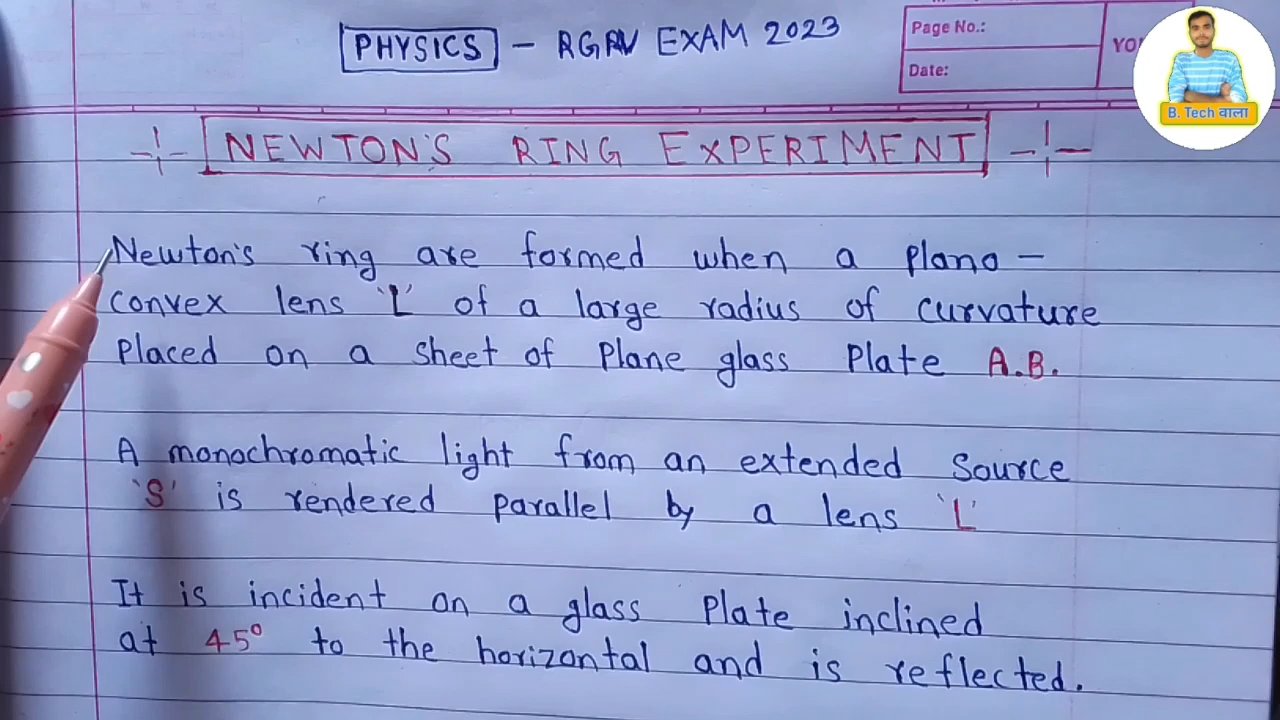 PHYSICS - RGPV EXAM 2023
Page No.:
Date:
YO
B. Tech वाला
NEWTON'S RING EXPERIMENT
Newton's ring are formed when a plano -
convex lens 'L' of a large radius of curvature
Placed on a sheet of Plane glass Plate A.B.
A monochromatic light from an extended Source
'S' is rendered parallel by a lens 'L'
It is incident on a glass Plate inclined
at 45° to the horizontal and is reflected.